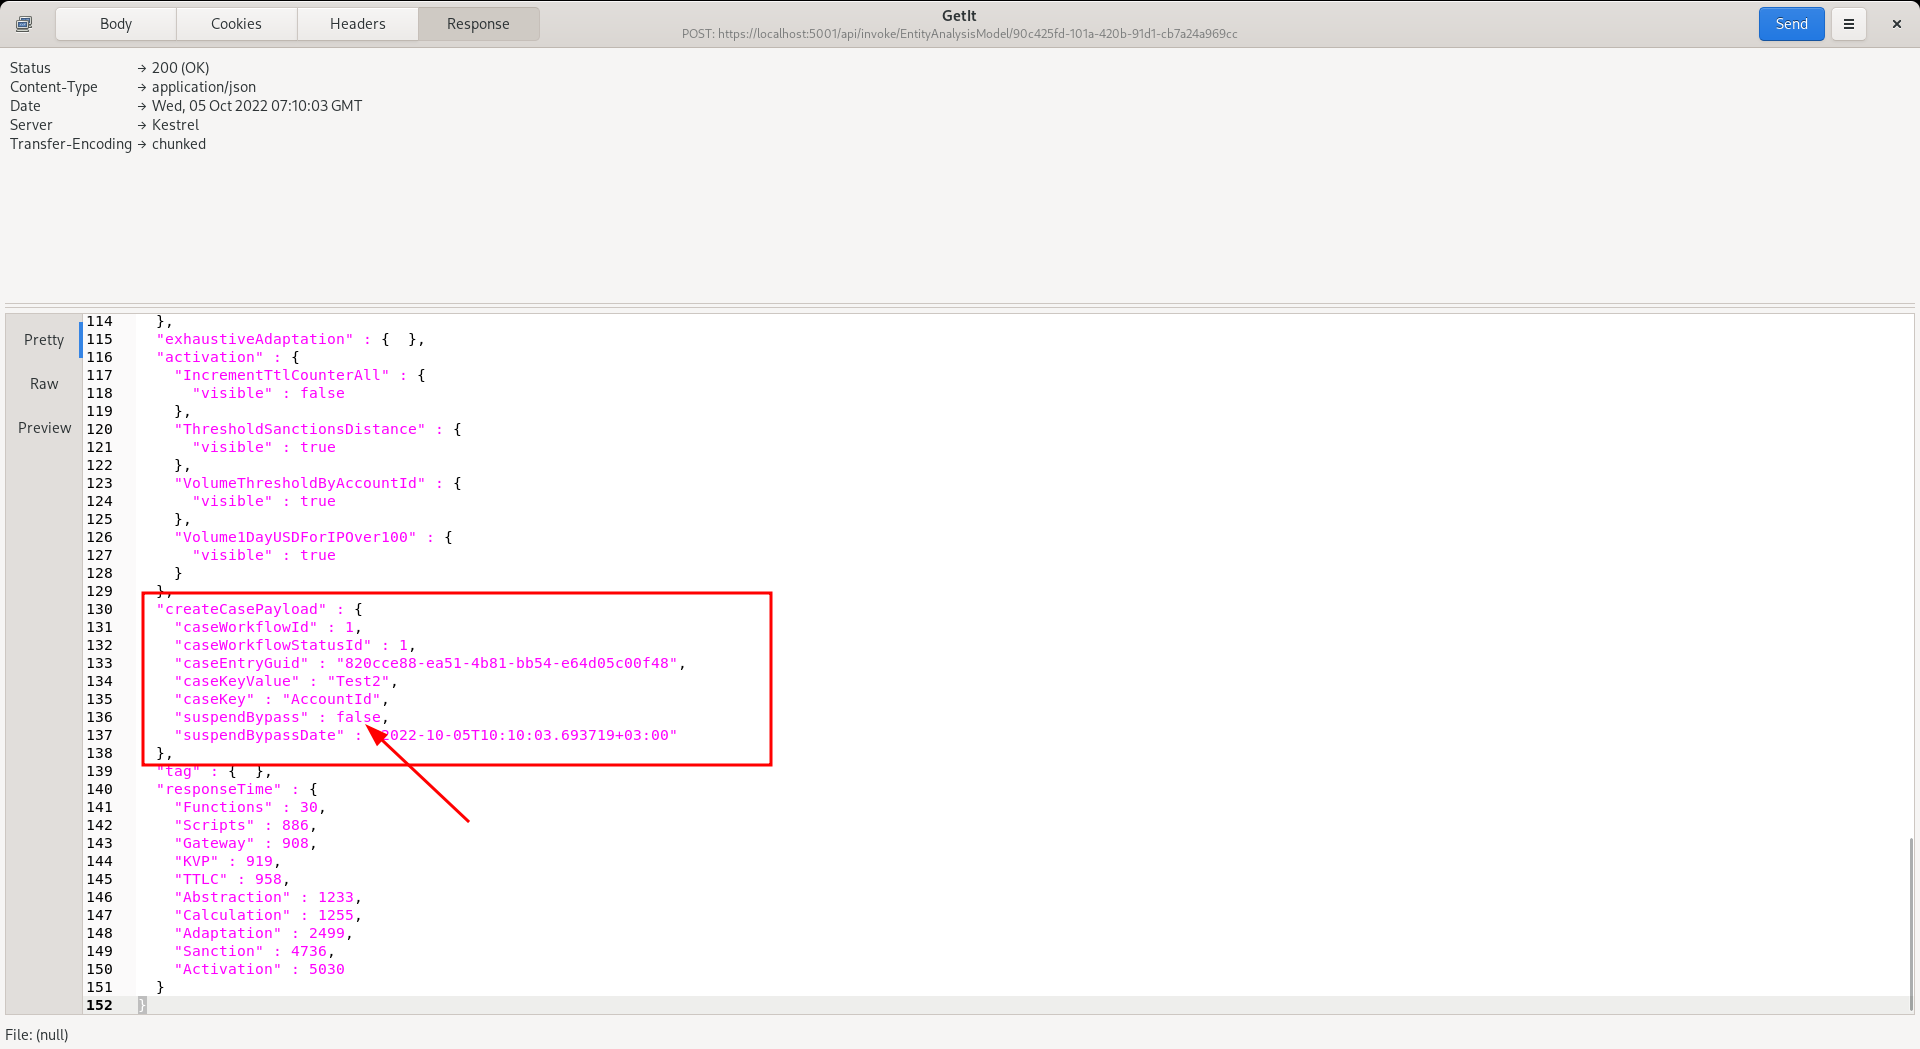 Body Cookies Headers Response
GetIt
POST: https://localhost:5001/api/invoke/EntityAnalysisModel/90c425fd-101a-420b-91d1-cb7a24a969cc
Send
Status → 200 (OK)
Content-Type → application/json
Date → Wed, 05 Oct 2022 07:10:03 GMT
Server → Kestrel
Transfer-Encoding → chunked
Pretty
Raw
Preview
114 },
115 "exhaustiveAdaptation" : {  },
116 "activation" : {
117 "IncrementTtlCounterAll" : {
118 "visible" : false
119 },
120 "ThresholdSanctionsDistance" : {
121 "visible" : true
122 },
123 "VolumeThresholdByAccountId" : {
124 "visible" : true
125 },
126 "Volume1DayUSDForIPOver100" : {
127 "visible" : true
128 }
129 },
130 "createCasePayload" : {
131 "caseWorkflowId" : 1,
132 "caseWorkflowStatusId" : 1,
133 "caseEntryGuid" : "820cce88-ea51-4b81-bb54-e64d05c00f48",
134 "caseKeyValue" : "Test2",
135 "caseKey" : "AccountId",
136 "suspendBypass" : false,
137 "suspendBypassDate" : "2022-10-05T10:10:03.693719+03:00"
138 },
139 "tag" : {  },
140 "responseTime" : {
141 "Functions" : 30,
142 "Scripts" : 886,
143 "Gateway" : 908,
144 "KVP" : 919,
145 "TTLC" : 958,
146 "Abstraction" : 1233,
147 "Calculation" : 1255,
148 "Adaptation" : 2499,
149 "Sanction" : 4736,
150 "Activation" : 5030
151 }
152 }
File: (null)